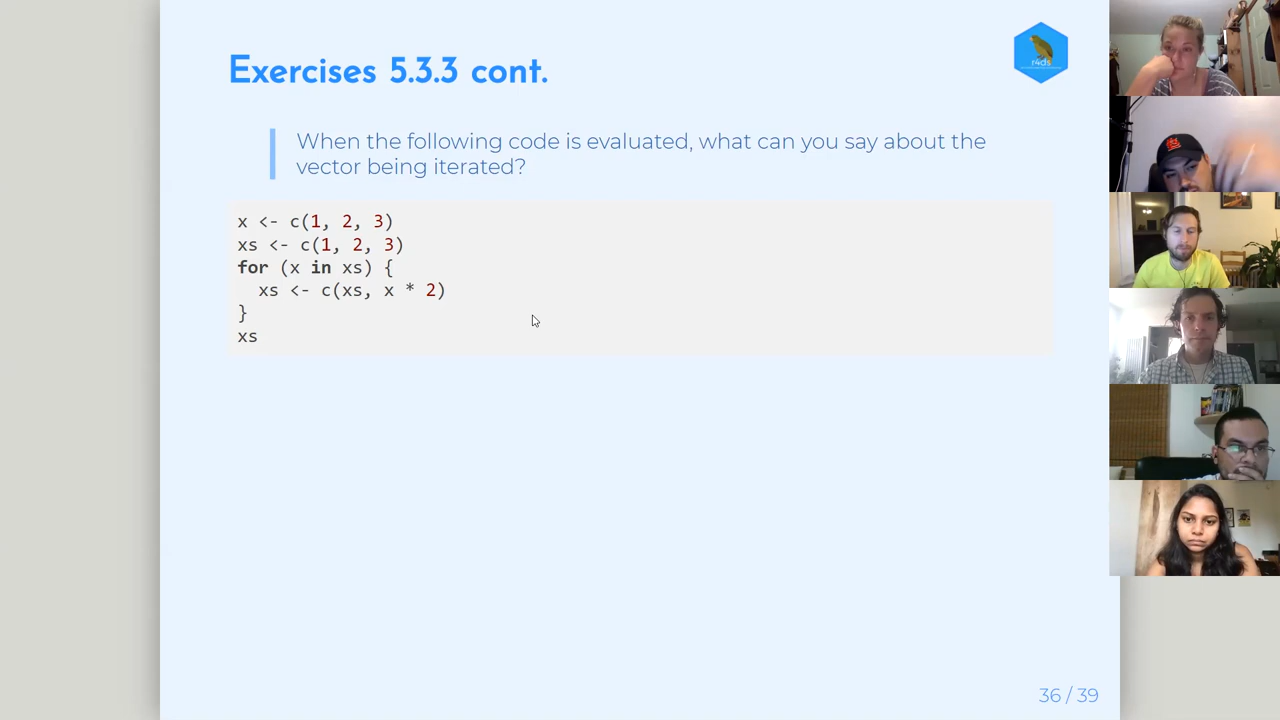 Exercises 5.3.3 cont.
r4ds
When the following code is evaluated, what can you say about the
vector being iterated?
x <- c(1, 2, 3)
xs <- c(1, 2, 3)
for (x in xs) {
  xs <- c(xs, x * 2)
}
xs
36 / 39